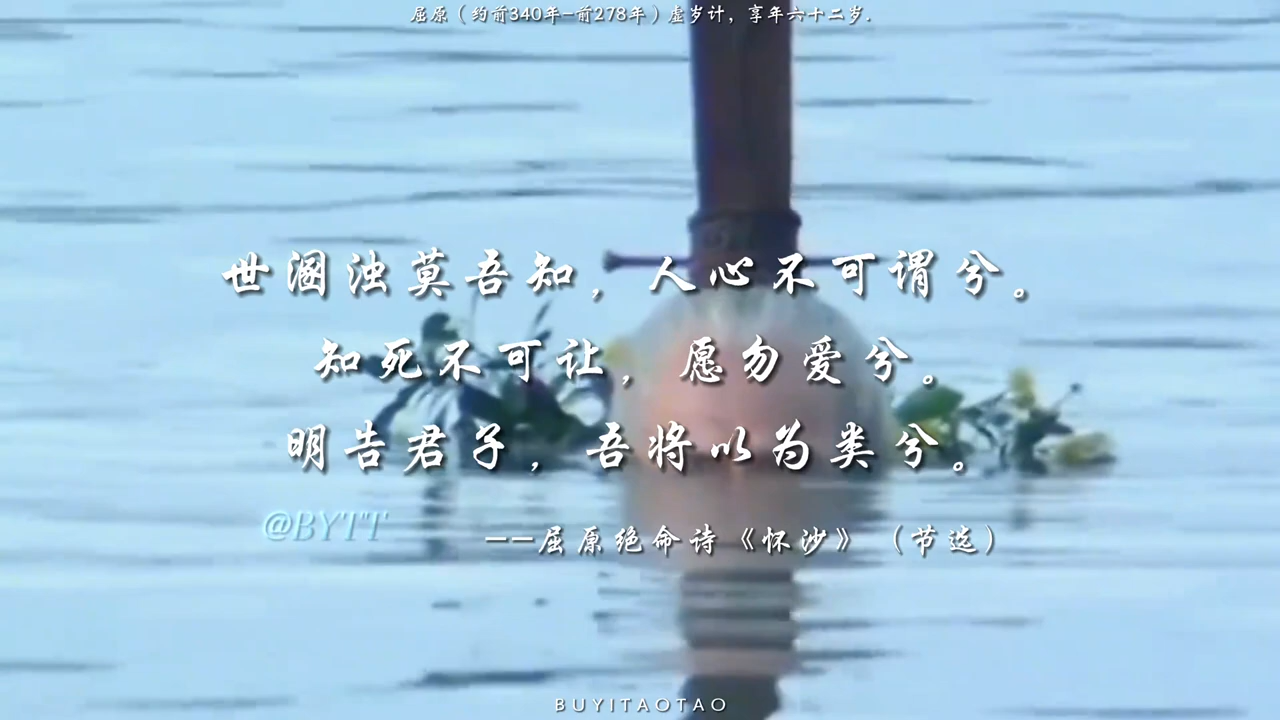 屈原（约前340年-前278年）虚岁计，享年六十二岁.
世溷浊莫吾知，人心不可谓兮。
知死不可让，愿勿爱兮。
明告君子，吾将以为类兮。
@BYTT
——屈原绝命诗《怀沙》（节选）
BUYITAOTAO